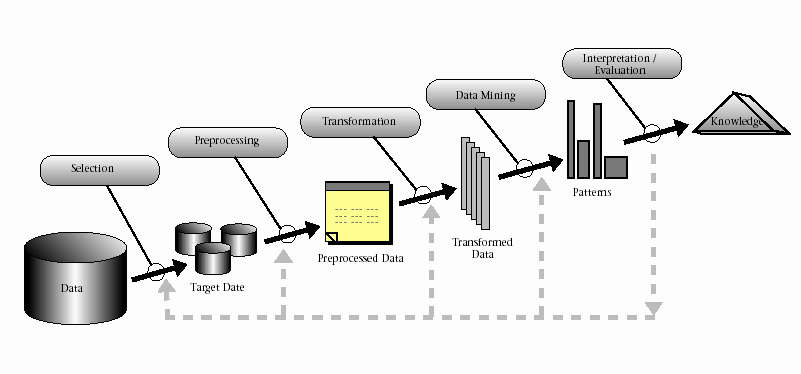 Interpretation /
Evaluation
Data Mining
Transformation
Preprocessing
Selection
Knowledge
Patterns
Transformed
Data
Preprocessed Data
Target Date
Data